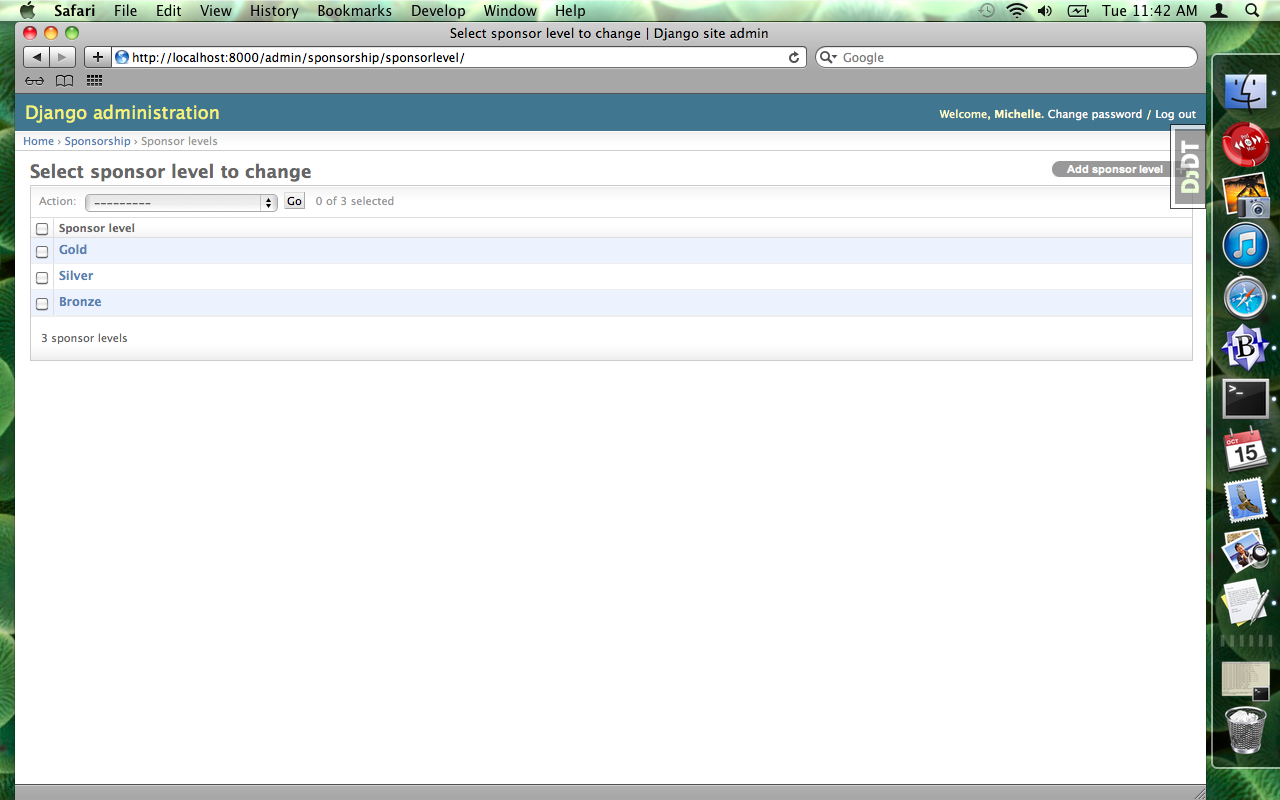 Safari File Edit View History Bookmarks Develop Window Help Tue 11:42 AM
Select sponsor level to change | Django site admin
http://localhost:8000/admin/sponsorship/sponsorlevel/ Google
Django administration
Welcome, Michelle. Change password / Log out
Home › Sponsorship › Sponsor levels
DjDT
Select sponsor level to change
Add sponsor level
Action: --------- Go 0 of 3 selected
Sponsor level
Gold
Silver
Bronze
3 sponsor levels
B
>_
OCT
15